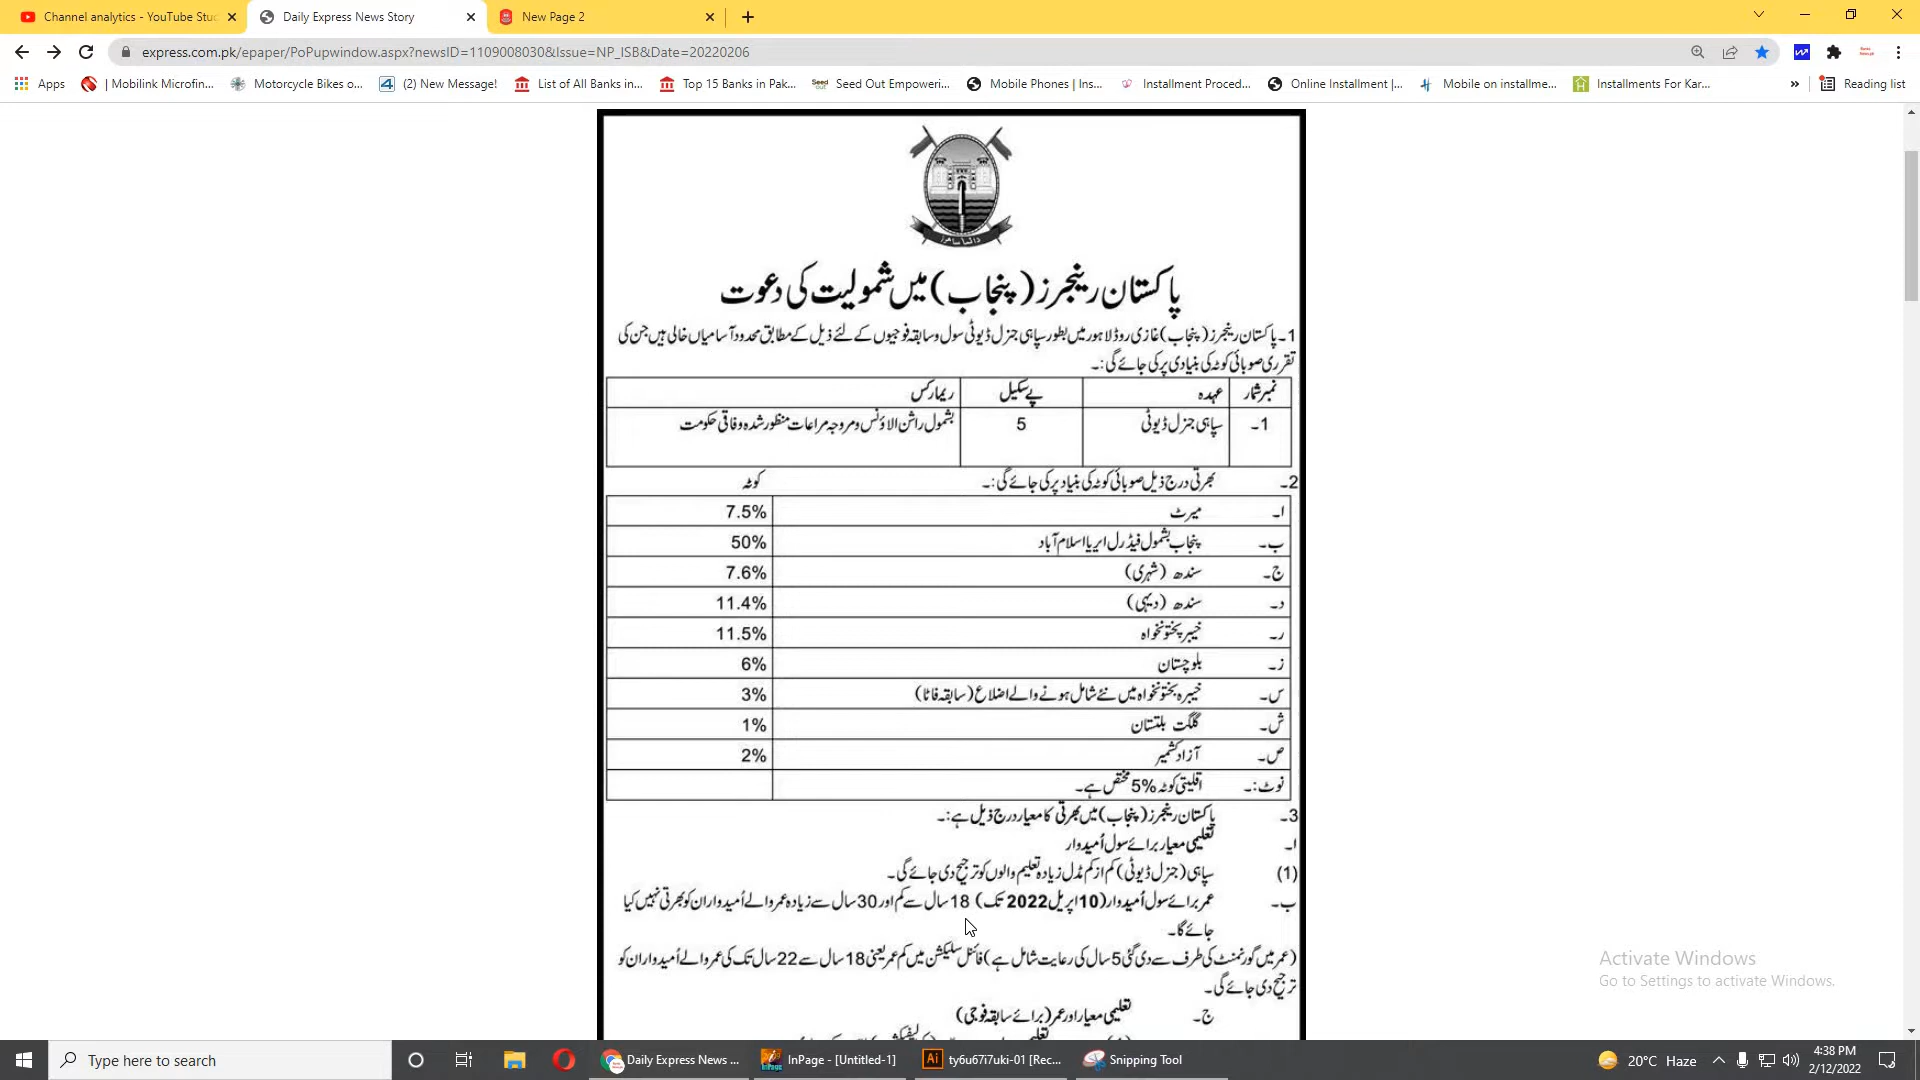 Channel analytics - YouTube Stu
Daily Express News Story
New Page 2
express.com.pk/epaper/PoPupwindow.aspx?newsID=1109008030&Issue=NP_ISB&Date=20220206
Apps
| Mobilink Microfin...
Motorcycle Bikes o...
(2) New Message!
List of All Banks in...
Top 15 Banks in Pak...
Seed Out Empoweri...
Mobile Phones | Ins...
Installment Proced...
Online Installment |...
Mobile on installme...
Installments For Kar...
»
Reading list
پاکستان رینجرز (پنجاب) میں شمولیت کی دعوت
1۔ پاکستان رینجرز (پنجاب) غازی روڈ لاہور میں بطور سپاہی جنرل ڈیوٹی سول و سابقہ فوجیوں کے لئے ذیل کے مطابق محدود آسامیاں خالی ہیں جن کی
تقرری صوبائی کوٹہ کی بنیاد ی پر کی جائے گی:۔
نمبر شمار عہدہ پے سکیل ریمارکس
1۔ سپاہی جنرل ڈیوٹی 5 بشمول راشن الاؤنس و مروجہ مراعات منظور شدہ وفاقی حکومت
2۔ بھرتی درج ذیل صوبائی کوٹہ کی بنیاد پر کی جائے گی:۔ کوٹہ
ا۔ میرٹ 7.5%
ب۔ پنجاب بشمول فیڈرل ایریا اسلام آباد 50%
ج۔ سندھ (شہری) 7.6%
د۔ سندھ (دیہی) 11.4%
ر۔ خیبر پختونخواہ 11.5%
ز۔ بلوچستان 6%
س۔ خیبرہ پختونخواہ میں نئے شامل ہونے والے اضلاع (سابقہ فاٹا) 3%
ش۔ گلگت بلتستان 1%
ص۔ آزاد کشمیر 2%
نوٹ:۔ اقلیتی کوٹہ 5% مختص ہے۔
3۔ پاکستان رینجرز (پنجاب) میں بھرتی کا معیار درج ذیل ہے:۔
ا۔ تعلیمی معیار برائے سول اُمیدوار
(1) سپاہی (جنرل ڈیوٹی) کم از کم مڈل زیادہ تعلیم والوں کو ترجیح دی جائے گی۔
ب۔ عمر برائے سول اُمیدوار (10 اپریل 2022 تک) 18 سال سے کم اور 30 سال سے زیادہ عمر والے اُمیدواران کو بھرتی نہیں کیا
جائے گا۔
(عمر میں گورنمنٹ کی طرف سے دی گئی 5 سال کی رعایت شامل ہے) فائنل سلیکشن میں کم عمر یعنی 18 سال سے 22 سال تک کی عمر والے اُمیدواران کو
ترجیح دی جائے گی۔
ج۔ تعلیمی معیار اور عمر (برائے سابقہ فوجی)
Activate Windows
Go to Settings to activate Windows.
Type here to search
Daily Express News ...
InPage - [Untitled-1]
ty6u67i7uki-01 [Rec...
Snipping Tool
20°C Haze
4:38 PM
2/12/2022